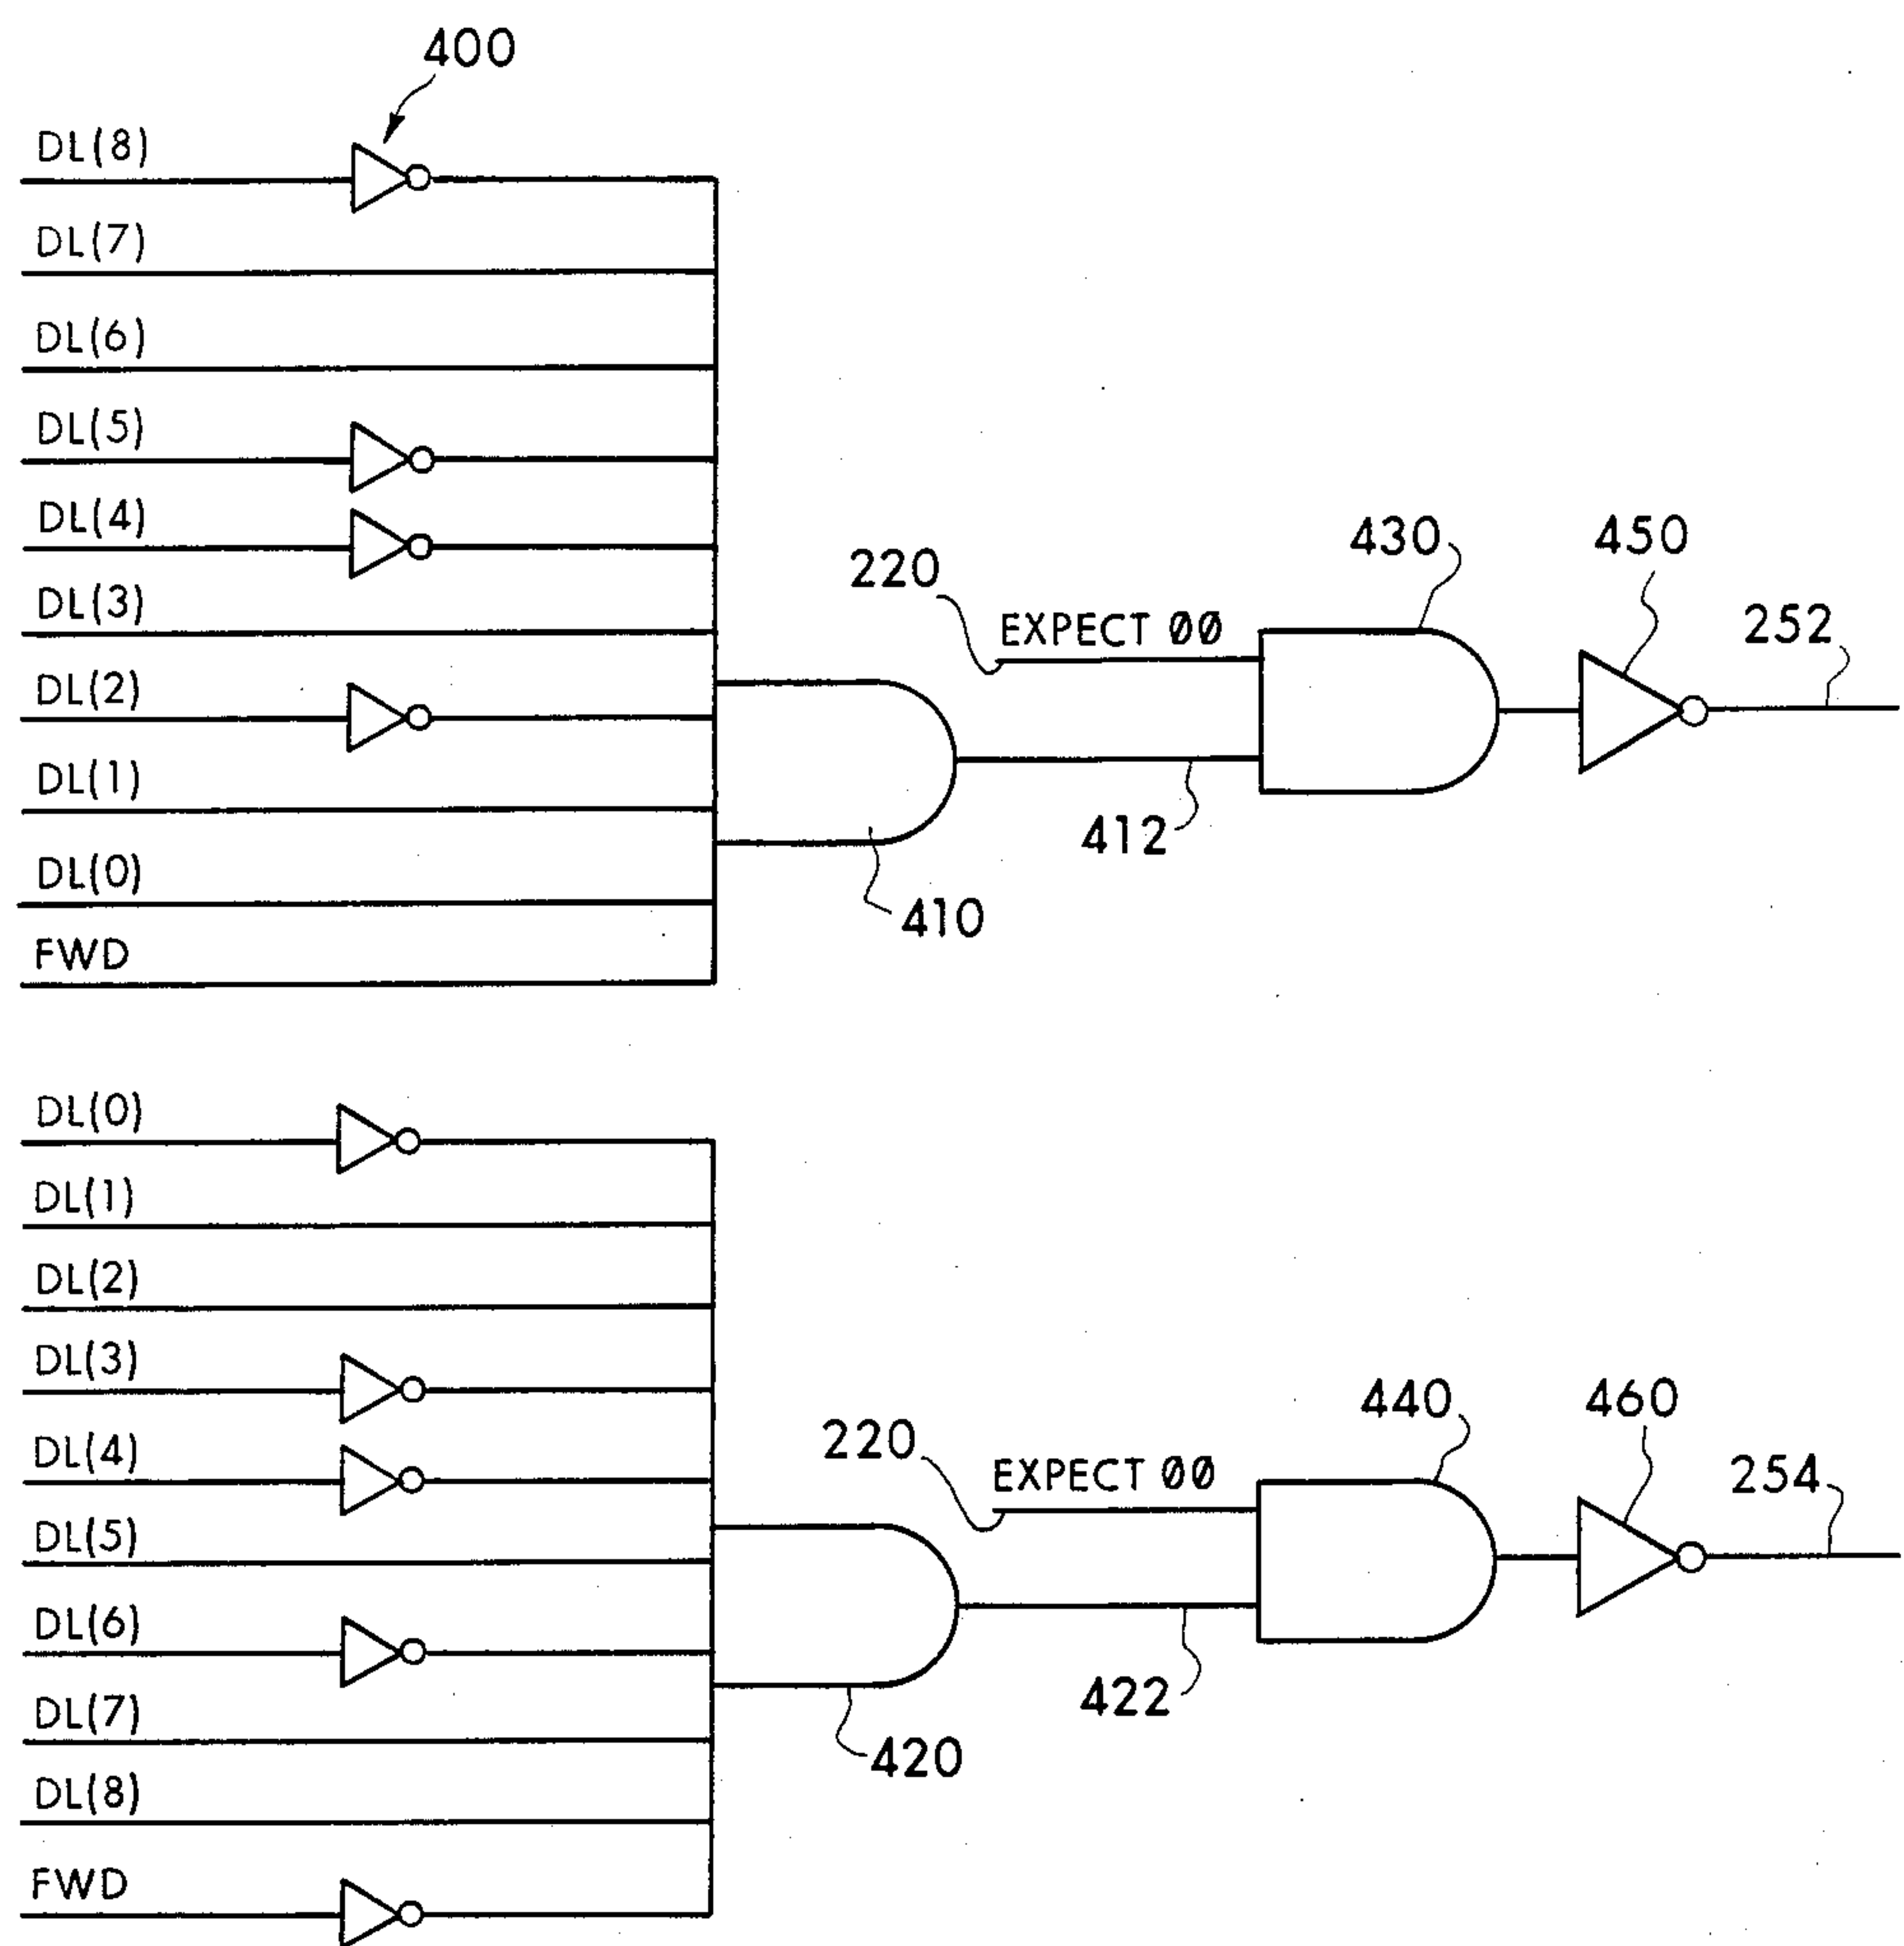 400
DL(8)
DL(7)
DL(6)
DL(5)
DL(4)
DL(3)
DL(2)
DL(1)
DL(0)
FWD
220
EXPECT 00
430
450
252
412
410
DL(0)
DL(1)
DL(2)
DL(3)
DL(4)
DL(5)
DL(6)
DL(7)
DL(8)
FWD
220
EXPECT 00
440
460
254
422
420